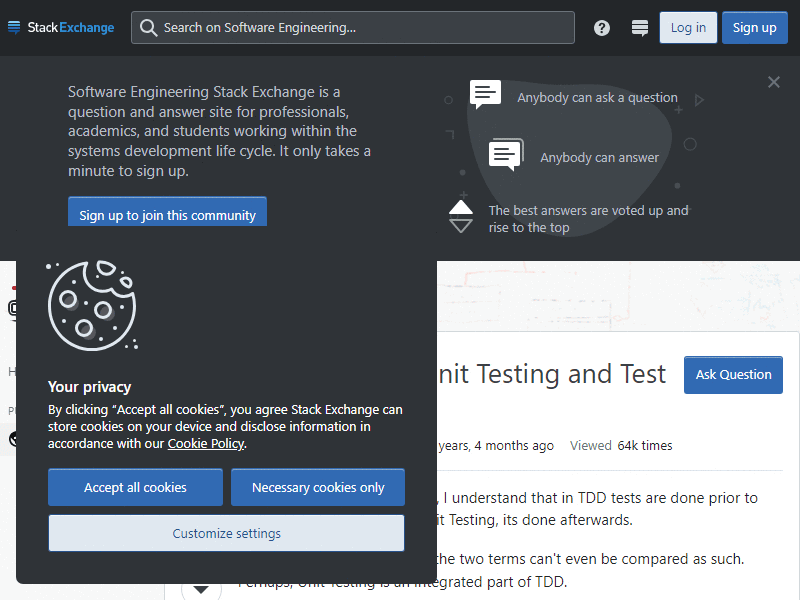 StackExchange
Search on Software Engineering...
Log in
Sign up
Software Engineering Stack Exchange is a
question and answer site for professionals,
academics, and students working within the
systems development life cycle. It only takes a
minute to sign up.
Sign up to join this community
Anybody can ask a question
Anybody can answer
The best answers are voted up and
rise to the top
nit Testing and Test
Ask Question
years, 4 months ago
Viewed 64k times
, I understand that in TDD tests are done prior to
it Testing, its done afterwards.
the two terms can't even be compared as such.
Perhaps, Unit Testing is an integrated part of TDD.
Your privacy
By clicking “Accept all cookies”, you agree Stack Exchange can
store cookies on your device and disclose information in
accordance with our Cookie Policy.
Accept all cookies
Necessary cookies only
Customize settings